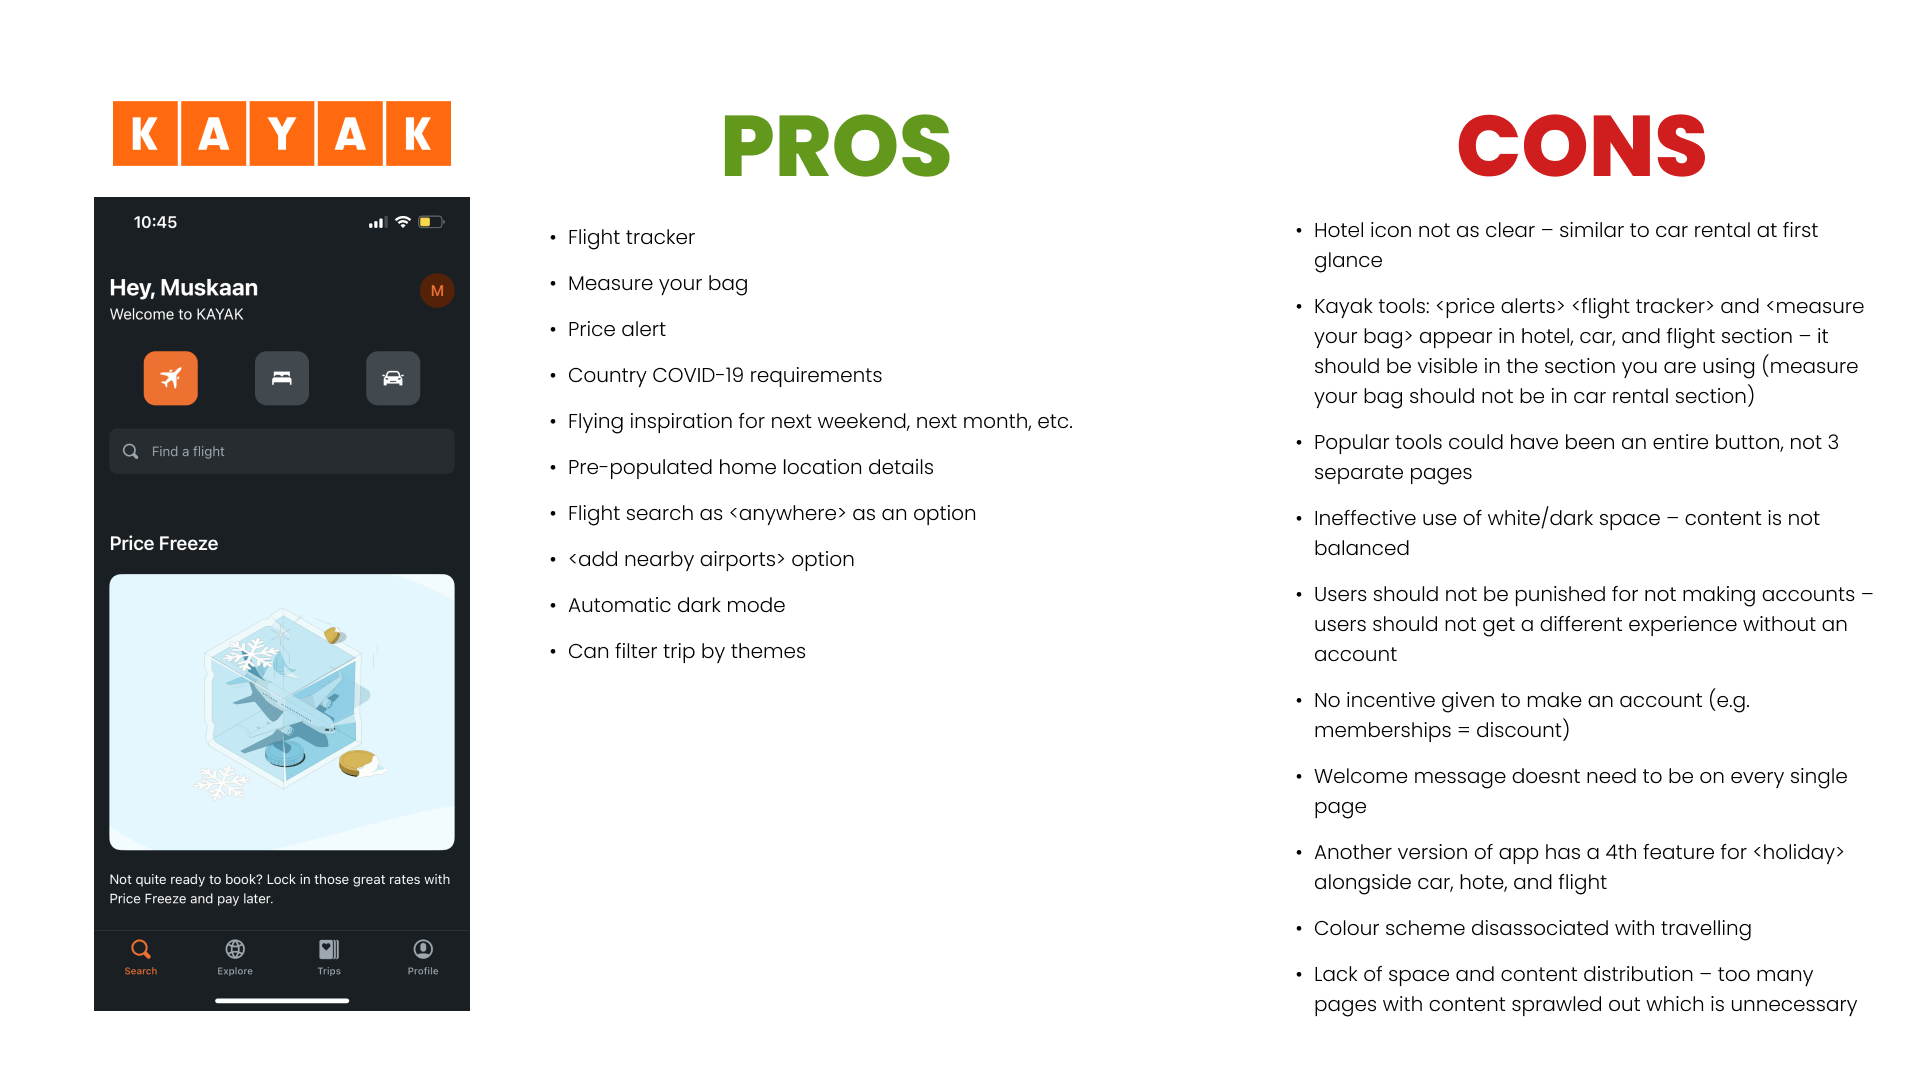 KAYAK
10:45
Hey, Muskaan
M
Welcome to KAYAK
Find a flight
Price Freeze
Not quite ready to book? Lock in those great rates with
Price Freeze and pay later.
Search
Explore
Trips
Profile
PROS
• Flight tracker
• Measure your bag
• Price alert
• Country COVID-19 requirements
• Flying inspiration for next weekend, next month, etc.
• Pre-populated home location details
• Flight search as <anywhere> as an option
• <add nearby airports> option
• Automatic dark mode
• Can filter trip by themes
CONS
• Hotel icon not as clear – similar to car rental at first
glance
• Kayak tools: <price alerts> <flight tracker> and <measure
your bag> appear in hotel, car, and flight section – it
should be visible in the section you are using (measure
your bag should not be in car rental section)
• Popular tools could have been an entire button, not 3
separate pages
• Ineffective use of white/dark space – content is not
balanced
• Users should not be punished for not making accounts –
users should not get a different experience without an
account
• No incentive given to make an account (e.g.
memberships = discount)
• Welcome message doesnt need to be on every single
page
• Another version of app has a 4th feature for <holiday>
alongside car, hote, and flight
• Colour scheme disassociated with travelling
• Lack of space and content distribution – too many
pages with content sprawled out which is unnecessary